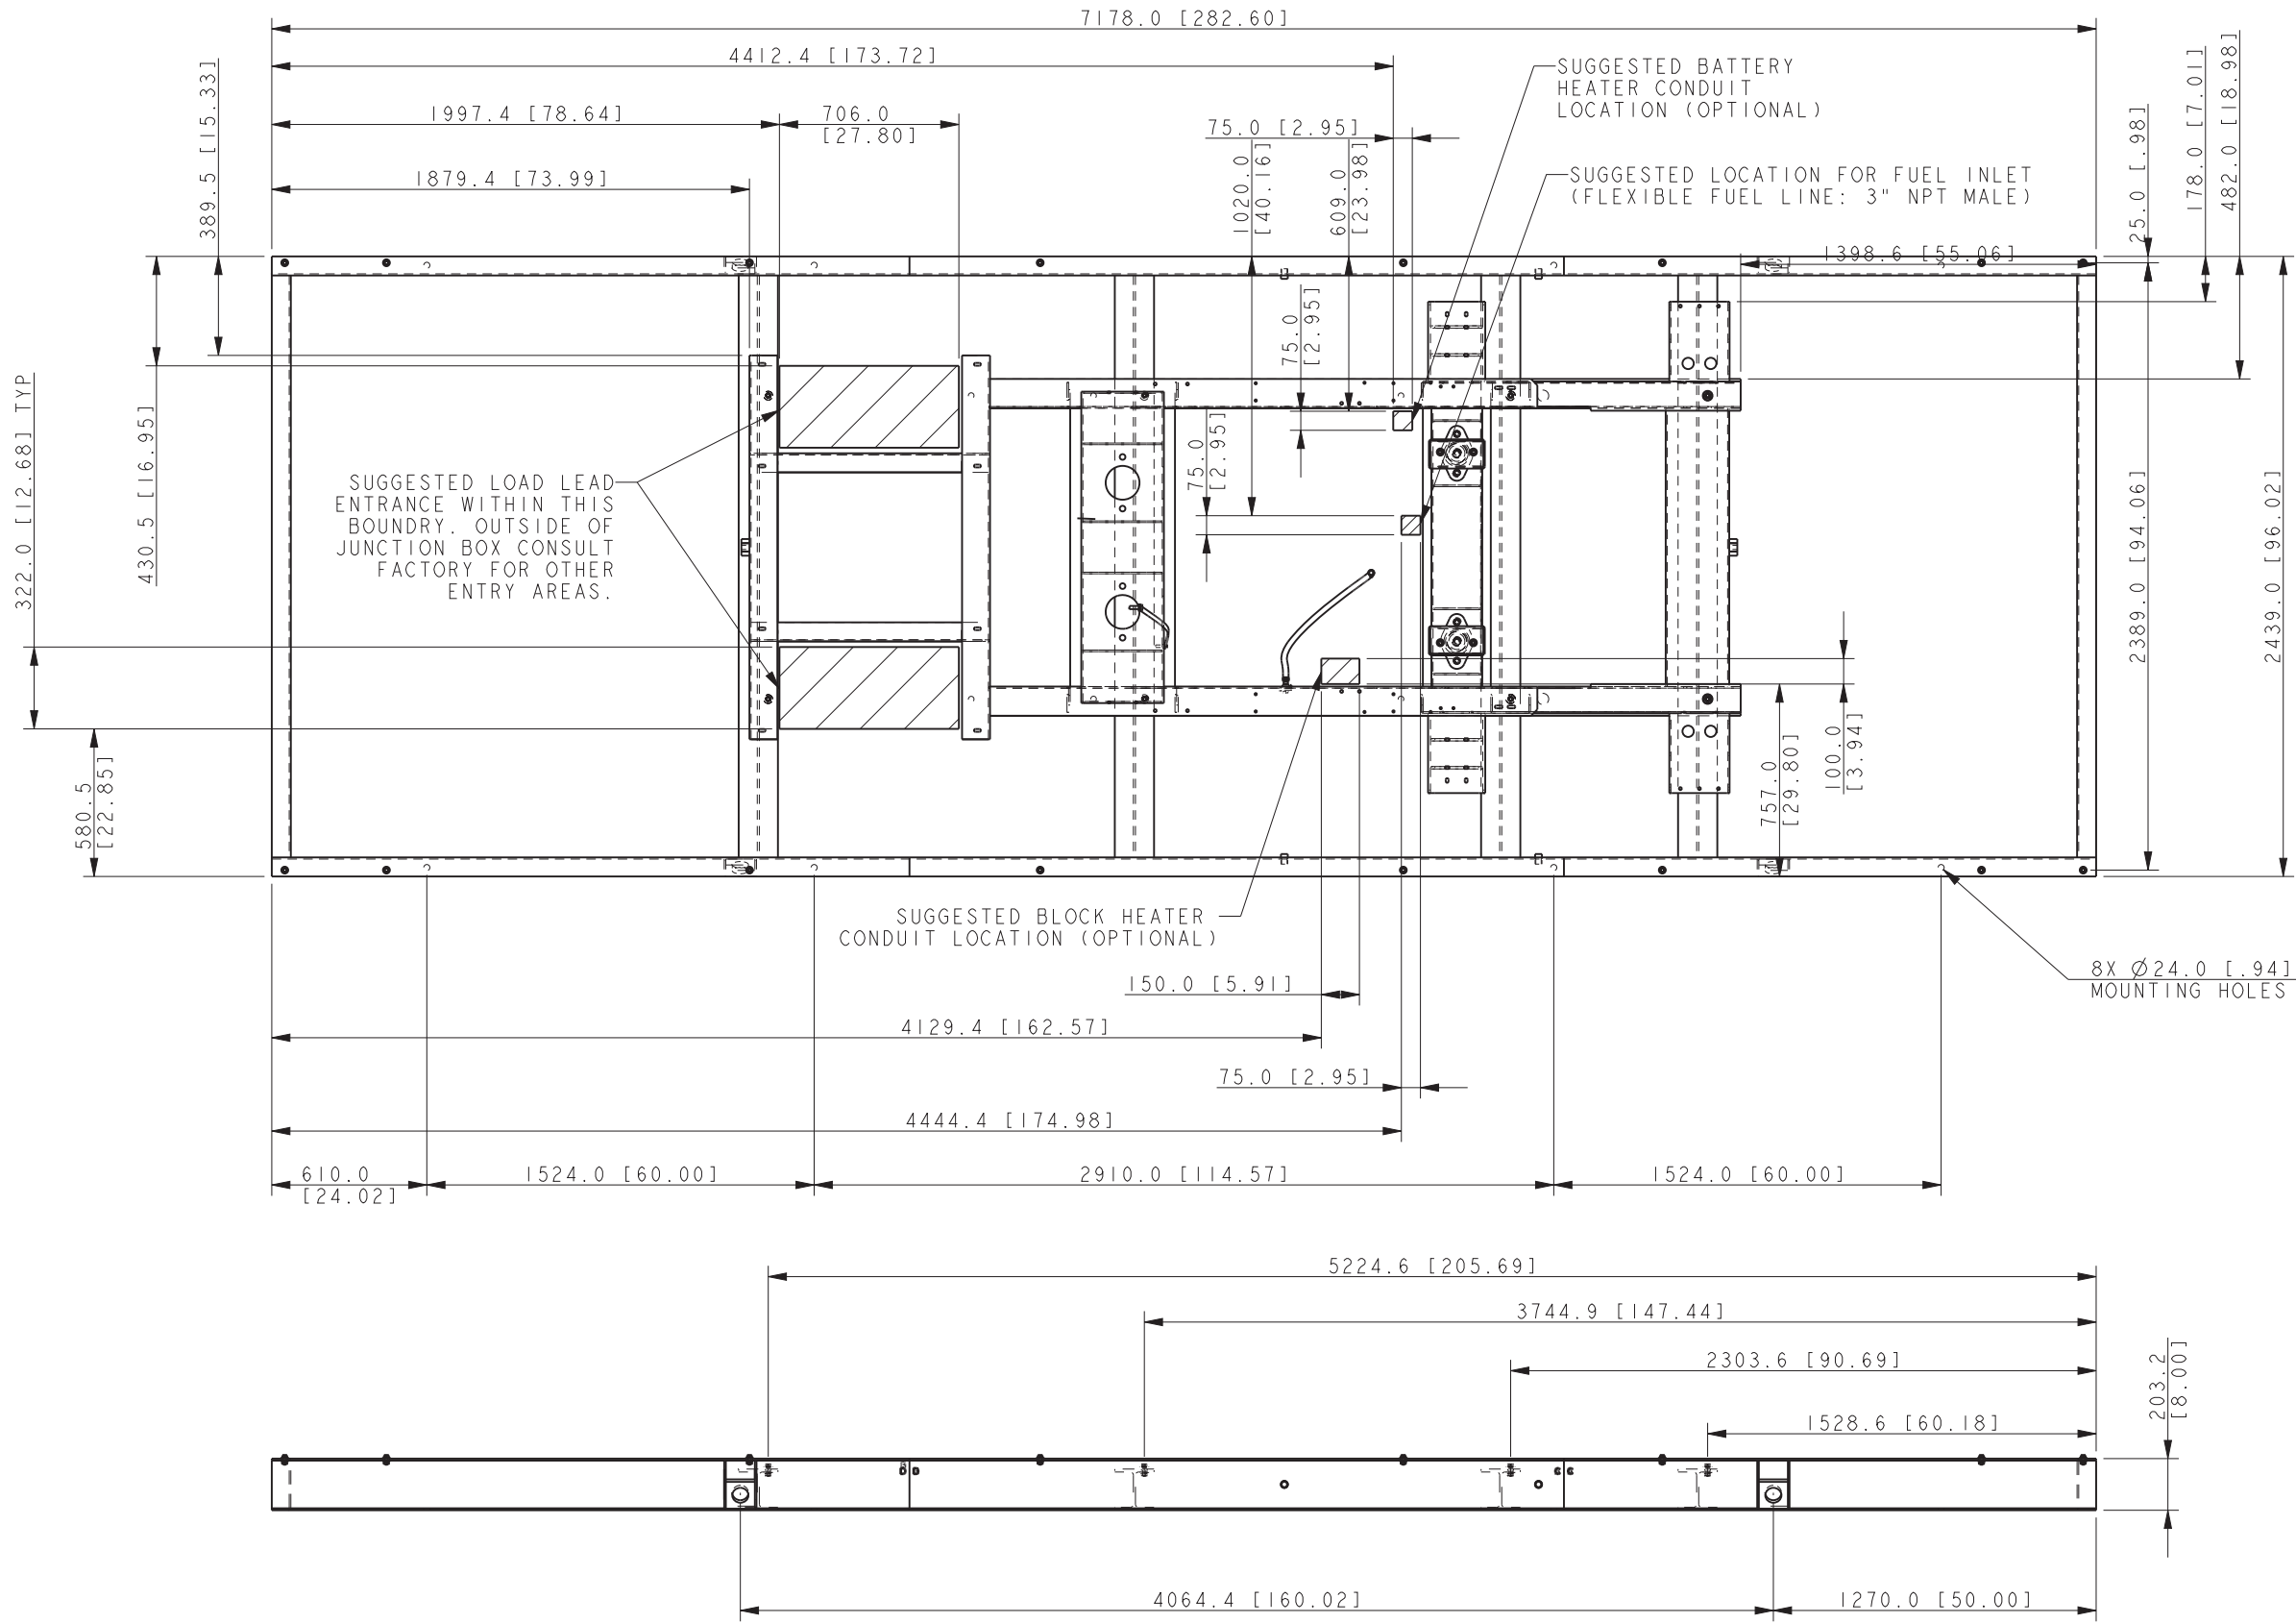 7178.0 [282.60]
4412.4 [173.72]
1997.4 [78.64]
706.0
[27.80]
1879.4 [73.99]
389.5 [15.33]
75.0 [2.95]
1020.0
[40.16]
609.0
[23.98]
SUGGESTED BATTERY
HEATER CONDUIT
LOCATION (OPTIONAL)
SUGGESTED LOCATION FOR FUEL INLET
(FLEXIBLE FUEL LINE: 3" NPT MALE)
25.0 [.98]
178.0 [7.01]
482.0 [18.98]
1398.6 [55.06]
75.0
[2.95]
75.0
[2.95]
322.0 [12.68] TYP
430.5 [16.95]
SUGGESTED LOAD LEAD
ENTRANCE WITHIN THIS
BOUNDRY. OUTSIDE OF
JUNCTION BOX CONSULT
FACTORY FOR OTHER
ENTRY AREAS.
2389.0 [94.06]
2439.0 [96.02]
580.5
[22.85]
757.0
[29.80]
100.0
[3.94]
SUGGESTED BLOCK HEATER
CONDUIT LOCATION (OPTIONAL)
8X Ø24.0 [.94]
MOUNTING HOLES
150.0 [5.91]
4129.4 [162.57]
75.0 [2.95]
4444.4 [174.98]
610.0
[24.02]
1524.0 [60.00]
2910.0 [114.57]
1524.0 [60.00]
5224.6 [205.69]
3744.9 [147.44]
2303.6 [90.69]
1528.6 [60.18]
203.2
[8.00]
4064.4 [160.02]
1270.0 [50.00]